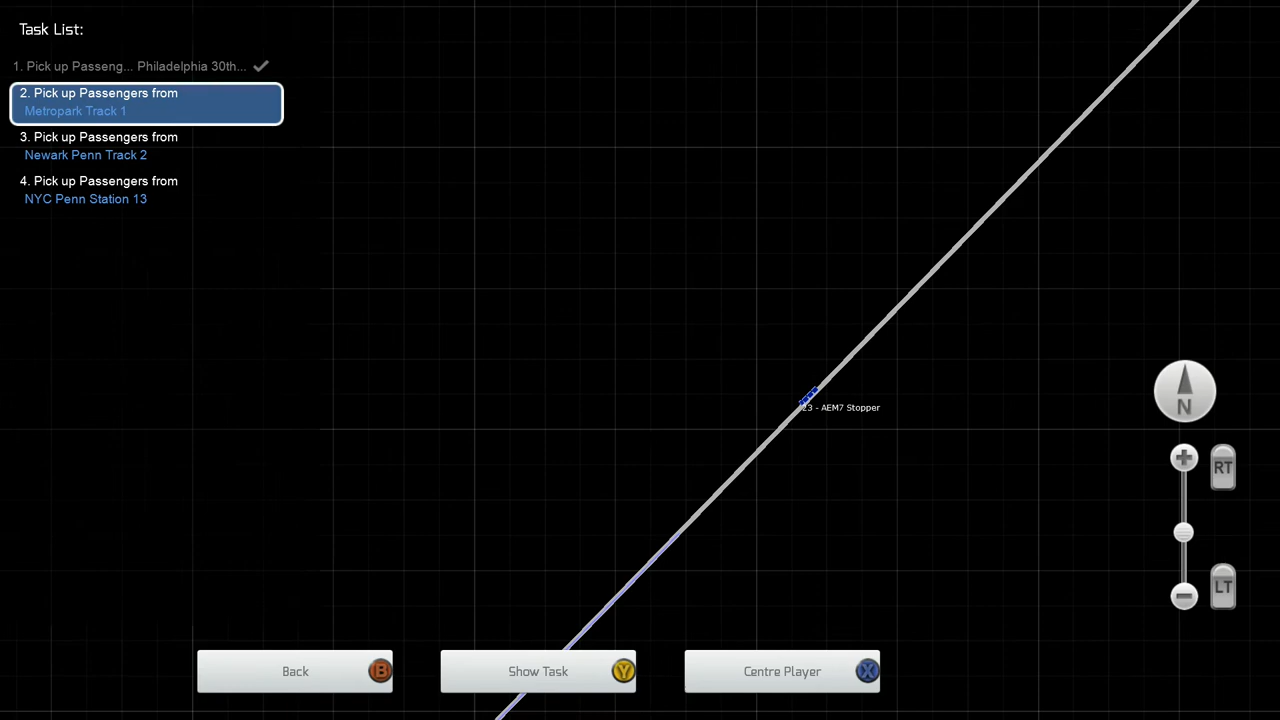 Task List:
1. Pick up Passeng... Philadelphia 30th...
2. Pick up Passengers from
Metropark Track 1
3. Pick up Passengers from
Newark Penn Track 2
4. Pick up Passengers from
NYC Penn Station 13
23 - AEM7 Stopper
N
RT
LT
Back B
Show Task Y
Centre Player X